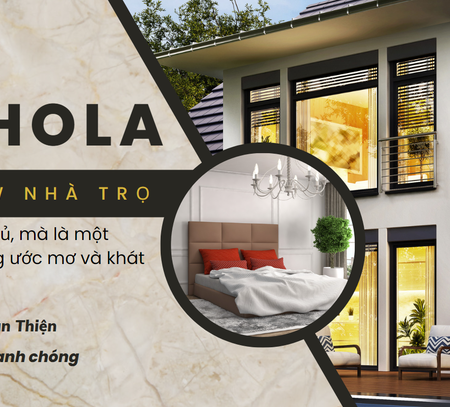 HOLA
NHÀ TRỌ
ủ, mà là một
g ước mơ và khát
n Thiện
anh chóng